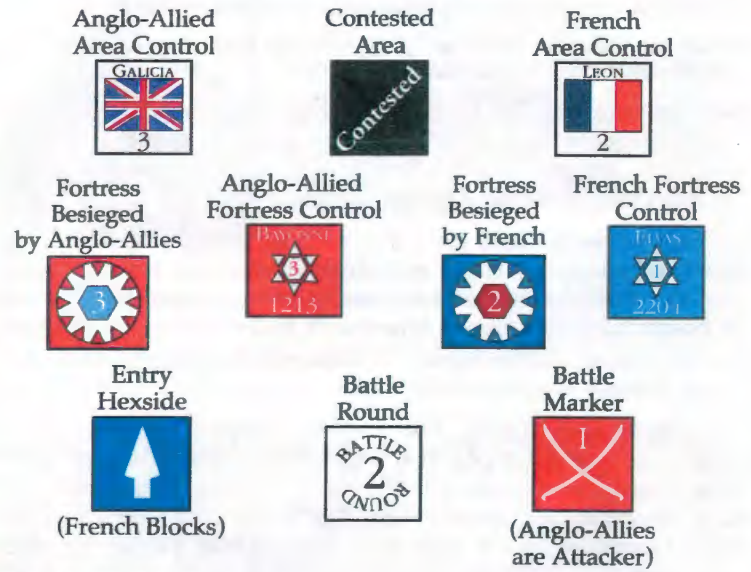 Anglo-Allied
Area Control
GALICIA
3
Contested
Area
Contested
French
Area Control
LEON
2
Fortress
Besieged
by Anglo-Allies
3
Anglo-Allied
Fortress Control
BAYONNE
3
1213
Fortress
Besieged
by French
2
French Fortress
Control
ELVAS
1
Entry
Hexside
(French Blocks)
Battle
Round
BATTLE
2
ROUND
Battle
Marker
I
(Anglo-Allies
are Attacker)